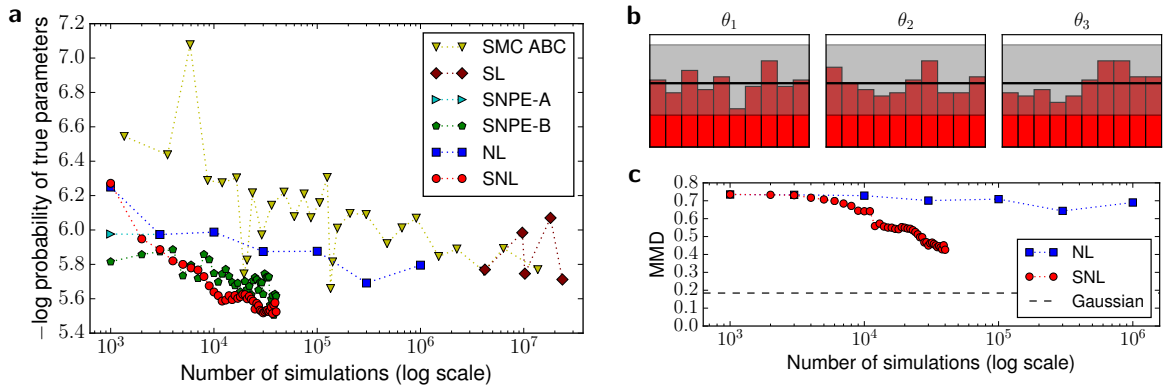 a
7.2
7.0
6.8
6.6
6.4
6.2
6.0
5.8
5.6
5.4
−log probability of true parameters
10³
10⁴
10⁵
10⁶
10⁷
Number of simulations (log scale)
SMC ABC
SL
SNPE-A
SNPE-B
NL
SNL
b
θ₁
θ₂
θ₃
c
0.8
0.7
0.6
0.5
0.4
0.3
0.2
0.1
0.0
MMD
NL
SNL
Gaussian
10³
10⁴
10⁵
10⁶
Number of simulations (log scale)